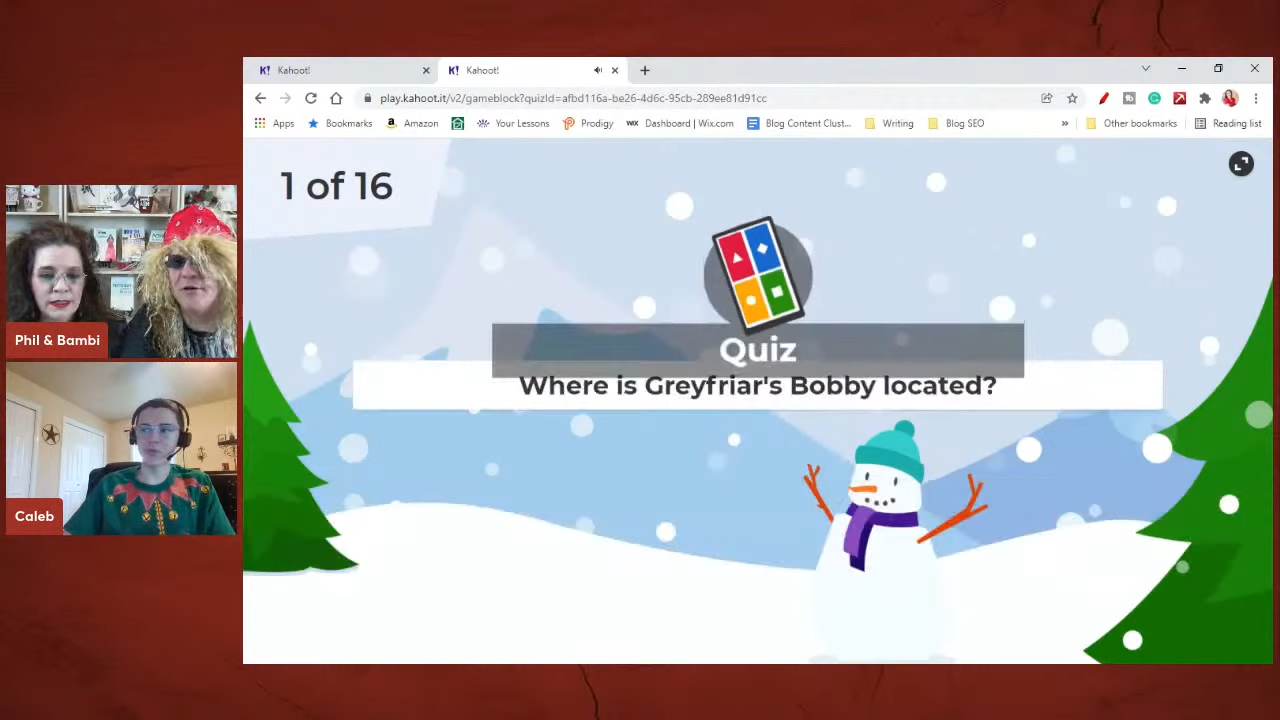 K! Kahoot!
K! Kahoot!
play.kahoot.it/v2/gameblock?quizId=afbd116a-be26-4d6c-95cb-289ee81d91cc
Apps
Bookmarks
Amazon
Your Lessons
Prodigy
WIX Dashboard | Wix.com
Blog Content Clust...
Writing
Blog SEO
»
Other bookmarks
Reading list
1 of 16
Quiz
Where is Greyfriar's Bobby located?
Phil & Bambi
Caleb